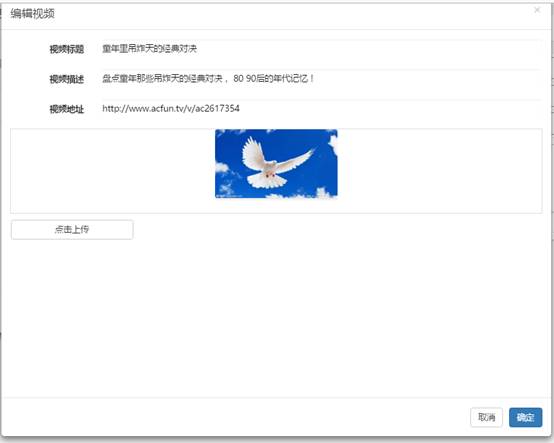 编辑视频
×
视频标题 童年里吊炸天的经典对决
视频描述 盘点童年那些吊炸天的经典对决， 80 90后的年代记忆！
视频地址 http://www.acfun.tv/v/ac2617354
点击上传
取消 确定